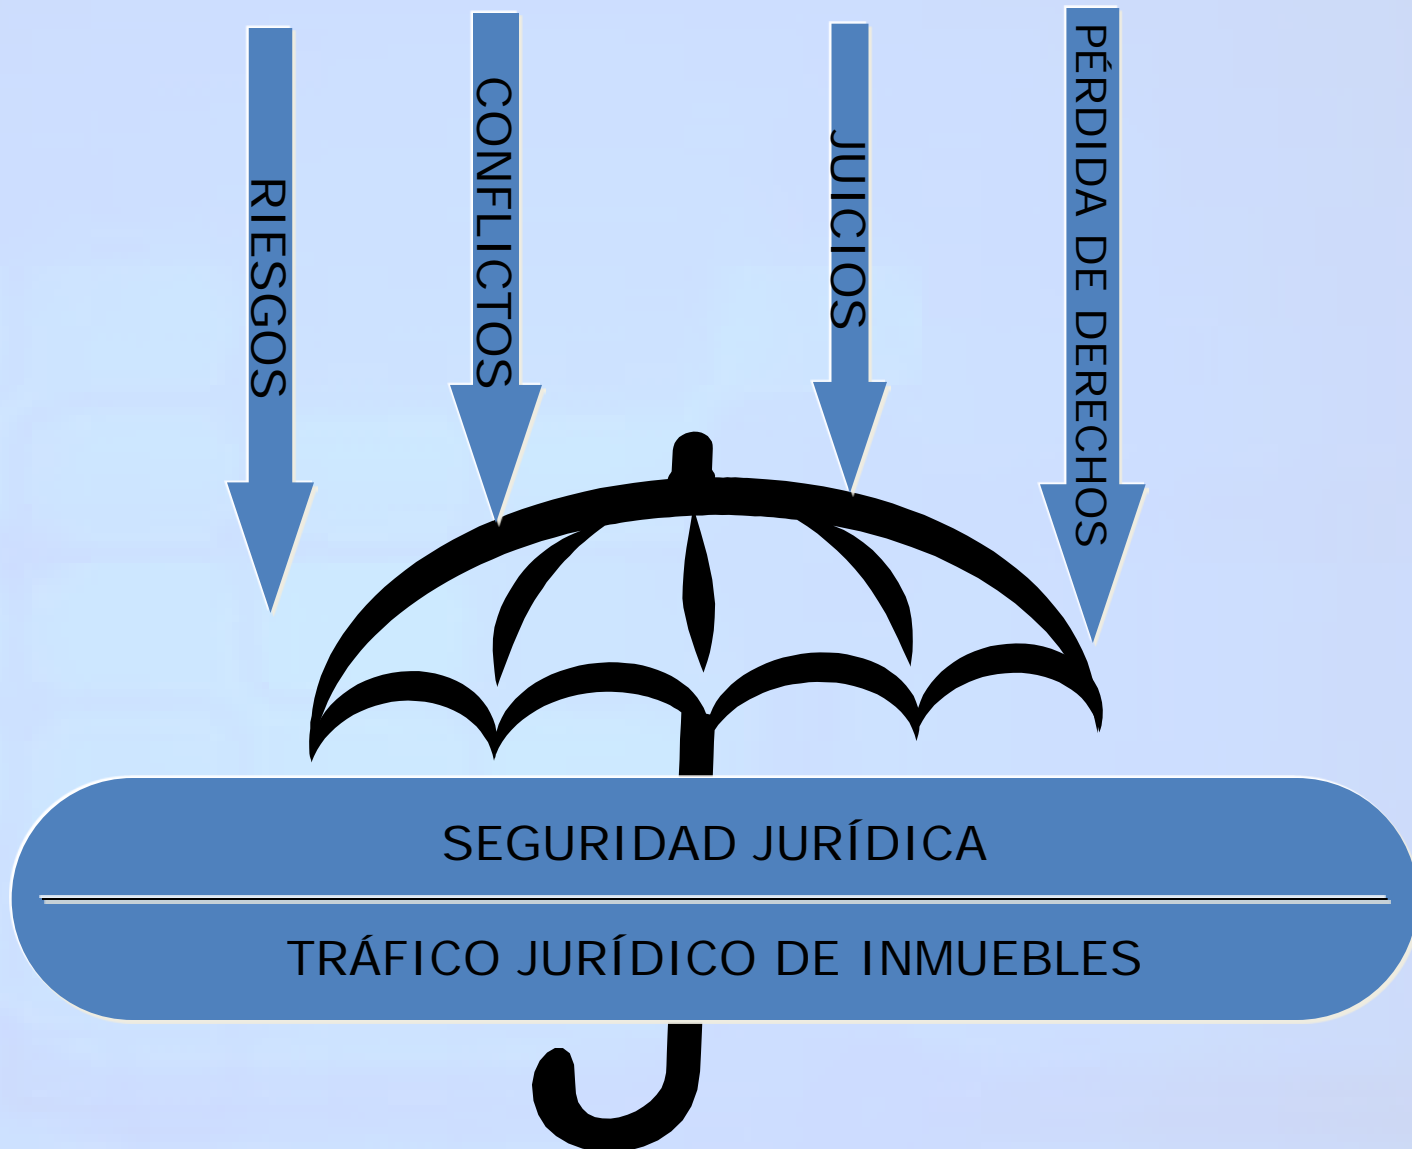 RIESGOS
CONFLICTOS
JUICIOS
PÉRDIDA DE DERECHOS
SEGURIDAD JURÍDICA
TRÁFICO JURÍDICO DE INMUEBLES